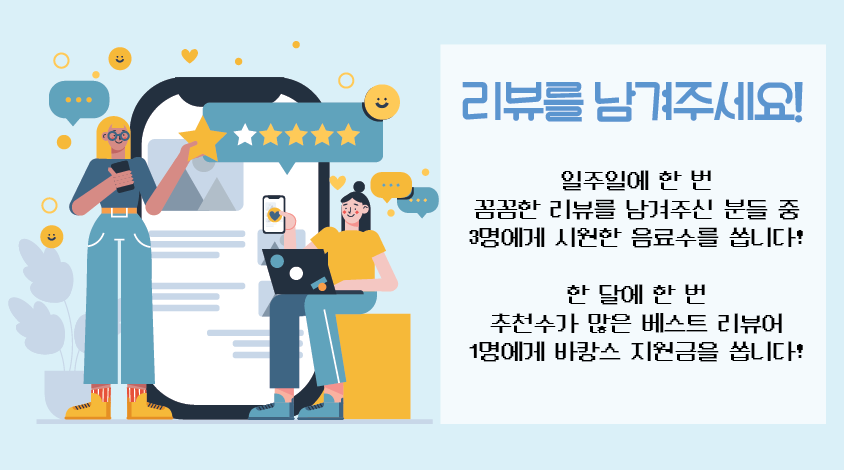 리뷰를 남겨주세요!
일주일에 한 번
꼼꼼한 리뷰를 남겨주신 분들 중
3명에게 시원한 음료수를 쏩니다!
한 달에 한 번
추천수가 많은 베스트 리뷰어
1명에게 바캉스 지원금을 쏩니다!